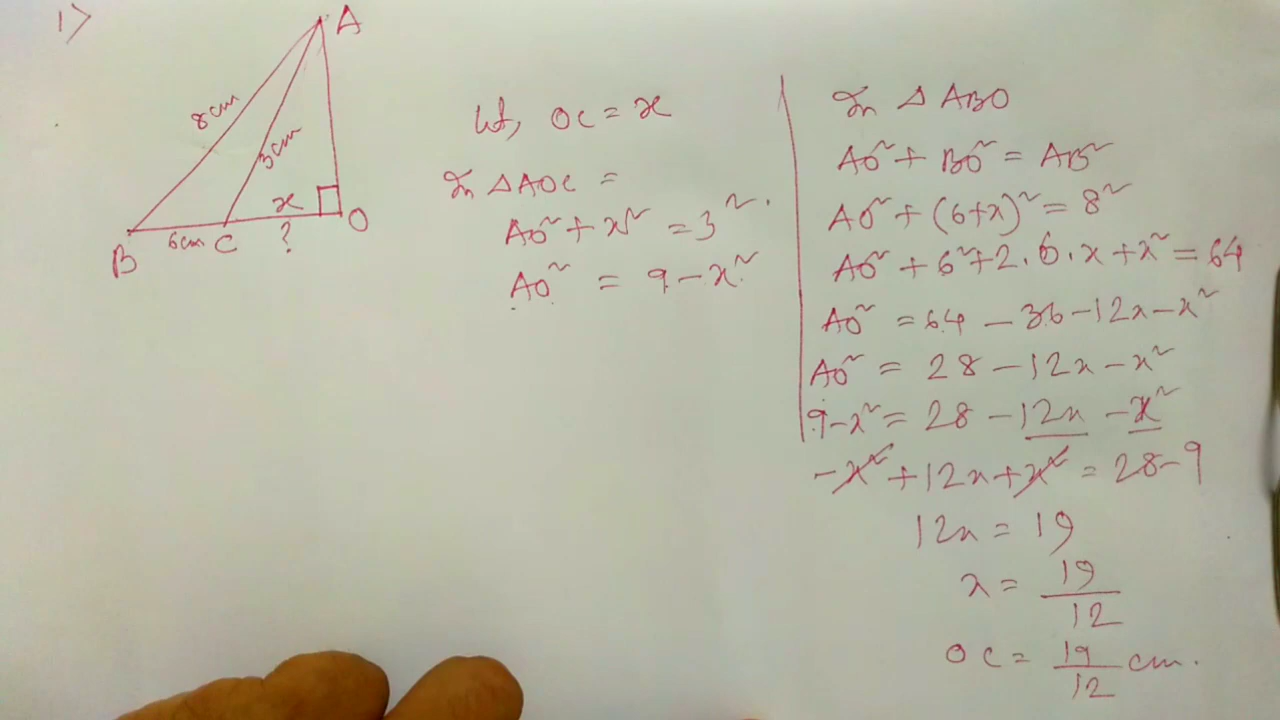 1>
A
8cm
3cm
x
B
6cm
C
?
O
Let, OC = x
In △AOC =
AO² + x² = 3².
AO² = 9 - x²
In △ABO
AO² + BO² = AB²
AO² + (6+x)² = 8²
AO² + 6² + 2.6.x + x² = 64
AO² = 64 - 36 - 12x - x²
AO² = 28 - 12x - x²
9 - x² = 28 - 12x - x²
-x² + 12x + x² = 28 - 9
12x = 19
x = 19/12
OC = 19/12 cm.